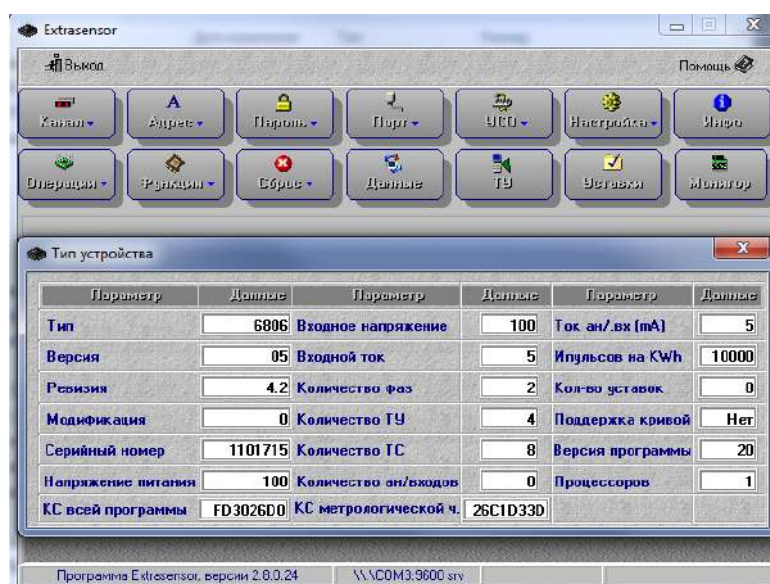 Extrasensor
Выход Помощь
Канал Адрес Пароль Порт УСО Настройка Инфо
Операции Функции Сброс Данные ТУ Уставки Монитор
Тип устройства
Параметр Данные Параметр Данные Параметр Данные
Тип 6806 Входное напряжение 100 Ток ан/.вх (mA) 5
Версия 05 Входной ток 5 Ипульсов на KWh 10000
Ревизия 4.2 Количество фаз 2 Кол-во уставок 0
Модификация 0 Количество ТУ 4 Поддержка кривой Нет
Серийный номер 1101715 Количество ТС 8 Версия программы 20
Напряжение питания 100 Количество ан/входов 0 Процессоров 1
КС всей программы FD3026D0 КС метрологической ч. 26C1D33D
Программа Extrasensor, версии 2.8.0.24 \\.\COM3:9600 srv